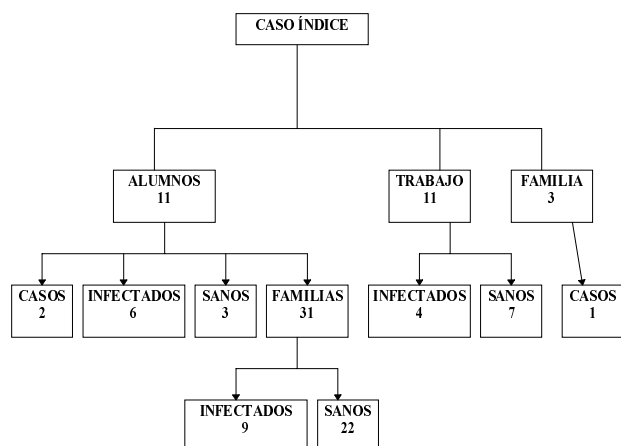 CASO ÍNDICE
ALUMNOS
11
TRABAJO
11
FAMILIA
3
CASOS
2
INFECTADOS
6
SANOS
3
FAMILIAS
31
INFECTADOS
4
SANOS
7
CASOS
1
INFECTADOS
9
SANOS
22